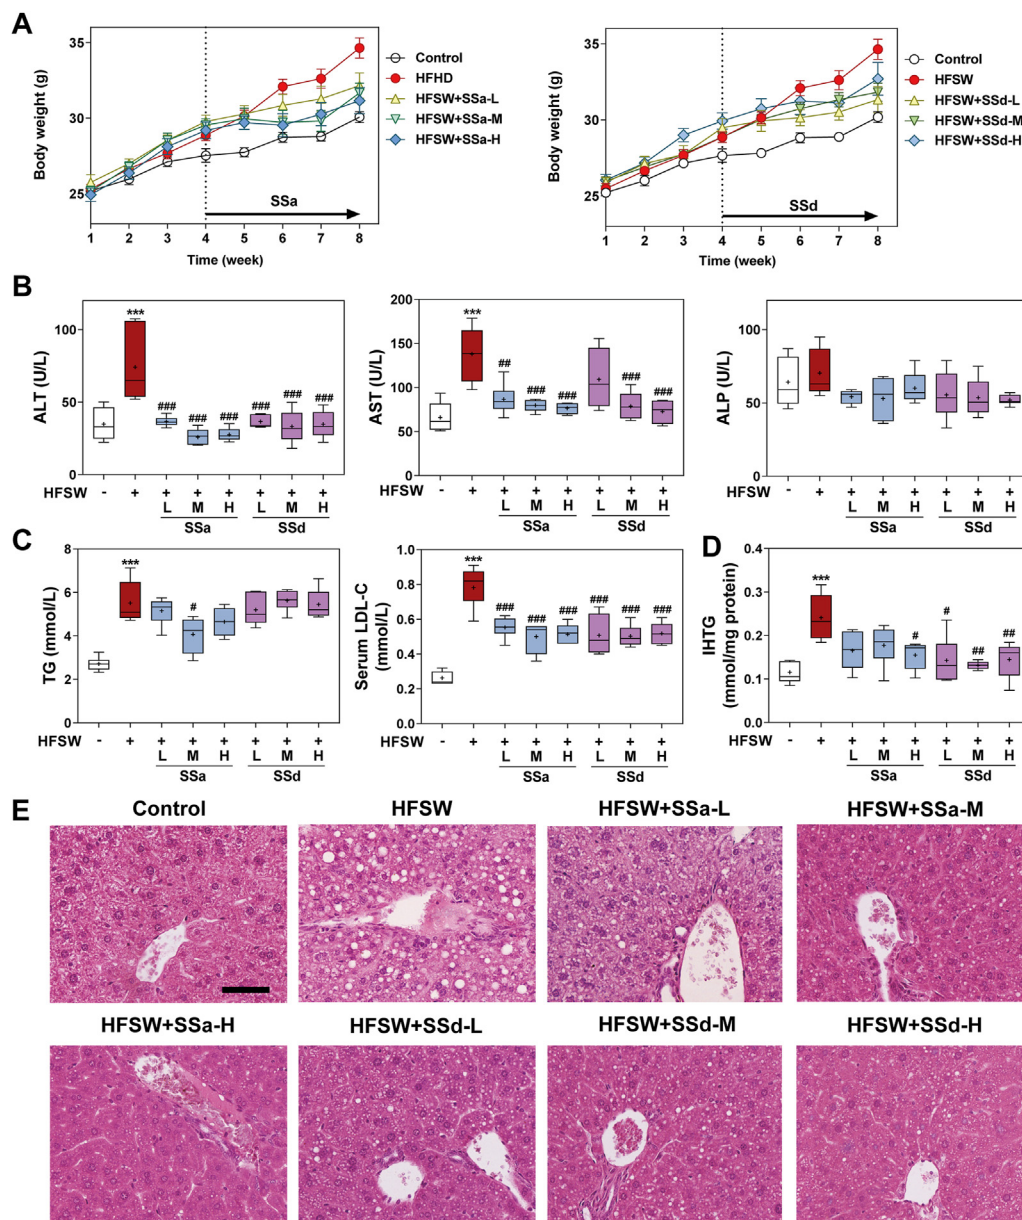 A
Body weight (g)
35
30
25
1 2 3 4 5 6 7 8
Time (week)
SSa
Control
HFHD
HFSW+SSa-L
HFSW+SSa-M
HFSW+SSa-H
Body weight (g)
35
30
25
1 2 3 4 5 6 7 8
Time (week)
SSd
Control
HFSW
HFSW+SSd-L
HFSW+SSd-M
HFSW+SSd-H
B
ALT (U/L)
100
50
0
*** ### ### ### ### ### ###
HFSW - + + + + + + +
L M H L M H
SSa SSd
AST (U/L)
200
150
100
50
0
*** ## ### ### ### ###
HFSW - + + + + + + +
L M H L M H
SSa SSd
ALP (U/L)
100
50
0
HFSW - + + + + + + +
L M H L M H
SSa SSd
C
TG (mmol/L)
8
6
4
2
0
*** #
HFSW - + + + + + + +
L M H L M H
SSa SSd
Serum LDL-C
(mmol/L)
1.0
0.8
0.6
0.4
0.2
0.0
*** ### ### ### ### ### ###
HFSW - + + + + + + +
L M H L M H
SSa SSd
D
IHTG
(mmol/mg protein)
0.4
0.3
0.2
0.1
0.0
*** # # ## ##
HFSW - + + + + + + +
L M H L M H
SSa SSd
E
Control HFSW HFSW+SSa-L HFSW+SSa-M
HFSW+SSa-H HFSW+SSd-L HFSW+SSd-M HFSW+SSd-H